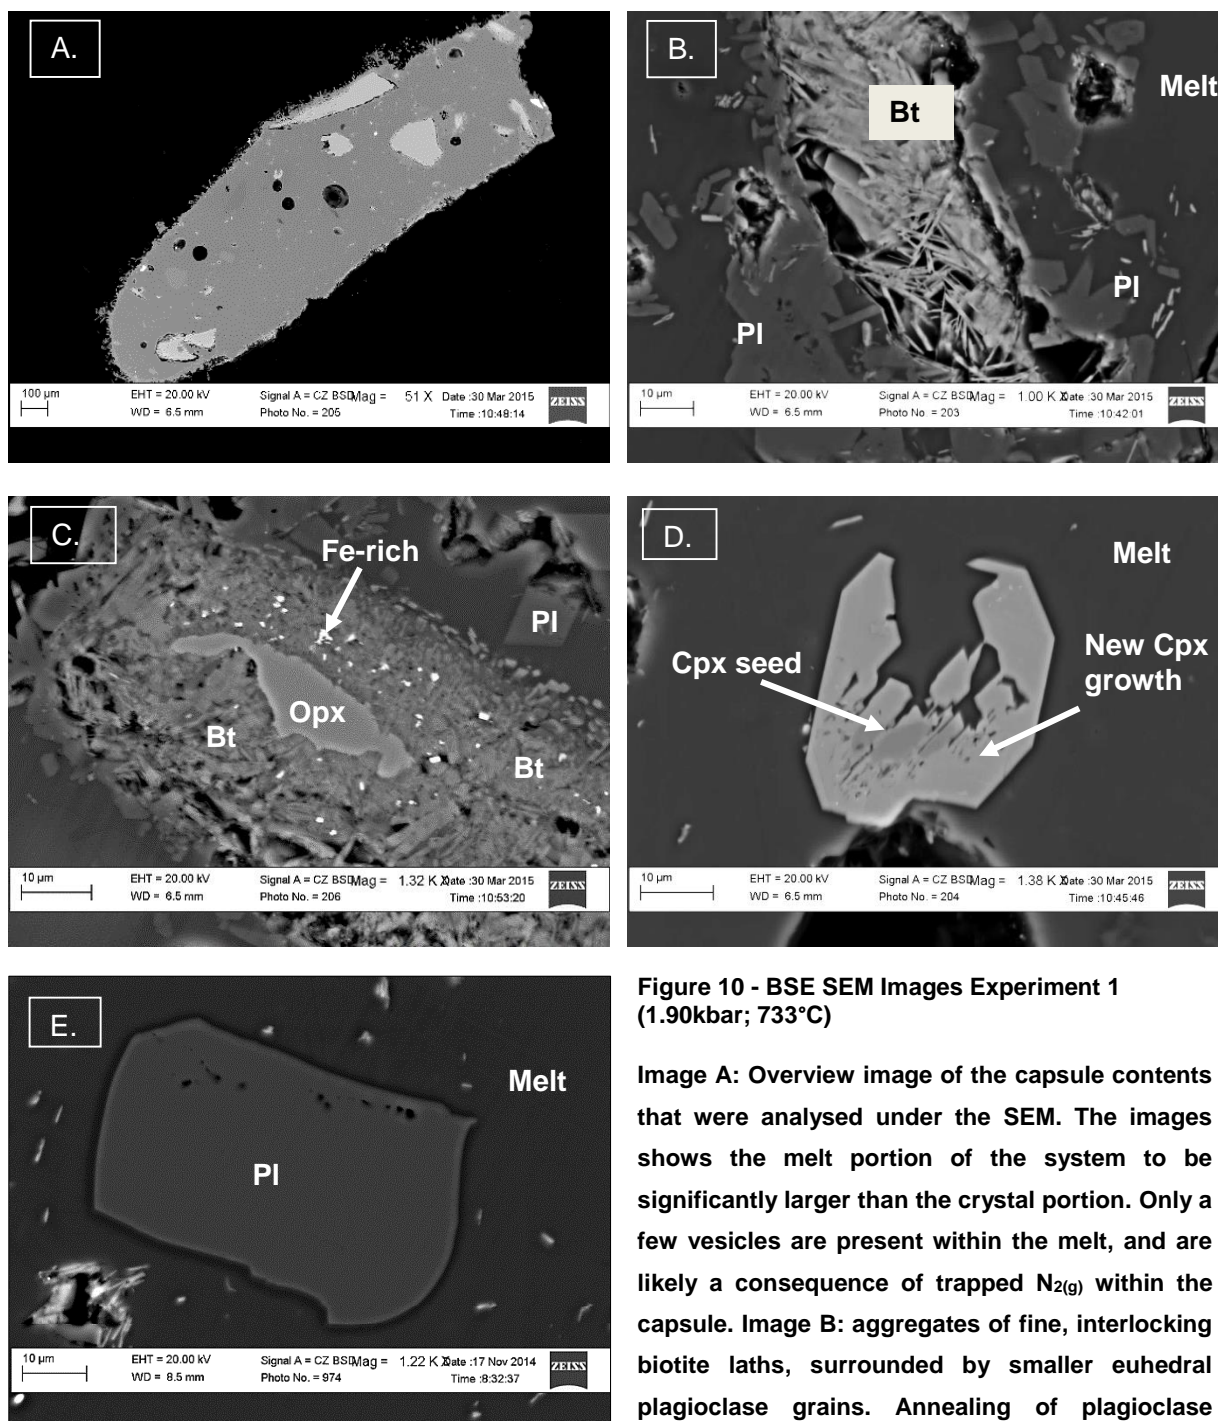 A.
100 µm
EHT = 20.00 kV
WD = 6.5 mm
Signal A = CZ BSD
Photo No. = 205
Mag = 51 X
Date :30 Mar 2015
Time :10:48:14
ZEISS
B.
Bt
Melt
Pl
Pl
10 µm
EHT = 20.00 kV
WD = 6.5 mm
Signal A = CZ BSD
Photo No. = 203
Mag = 1.00 K X
Date :30 Mar 2015
Time :10:42:01
ZEISS
C.
Fe-rich
Pl
Opx
Bt
Bt
10 µm
EHT = 20.00 kV
WD = 6.5 mm
Signal A = CZ BSD
Photo No. = 206
Mag = 1.32 K X
Date :30 Mar 2015
Time :10:53:20
ZEISS
D.
Melt
Cpx seed
New Cpx
growth
10 µm
EHT = 20.00 kV
WD = 6.5 mm
Signal A = CZ BSD
Photo No. = 204
Mag = 1.38 K X
Date :30 Mar 2015
Time :10:45:46
ZEISS
E.
Melt
Pl
10 µm
EHT = 20.00 kV
WD = 8.5 mm
Signal A = CZ BSD
Photo No. = 974
Mag = 1.22 K X
Date :17 Nov 2014
Time :8:32:37
ZEISS
Figure 10 - BSE SEM Images Experiment 1
(1.90kbar; 733°C)
Image A: Overview image of the capsule contents
that were analysed under the SEM. The images
shows the melt portion of the system to be
significantly larger than the crystal portion. Only a
few vesicles are present within the melt, and are
likely a consequence of trapped N2(g) within the
capsule. Image B: aggregates of fine, interlocking
biotite laths, surrounded by smaller euhedral
plagioclase grains. Annealing of plagioclase